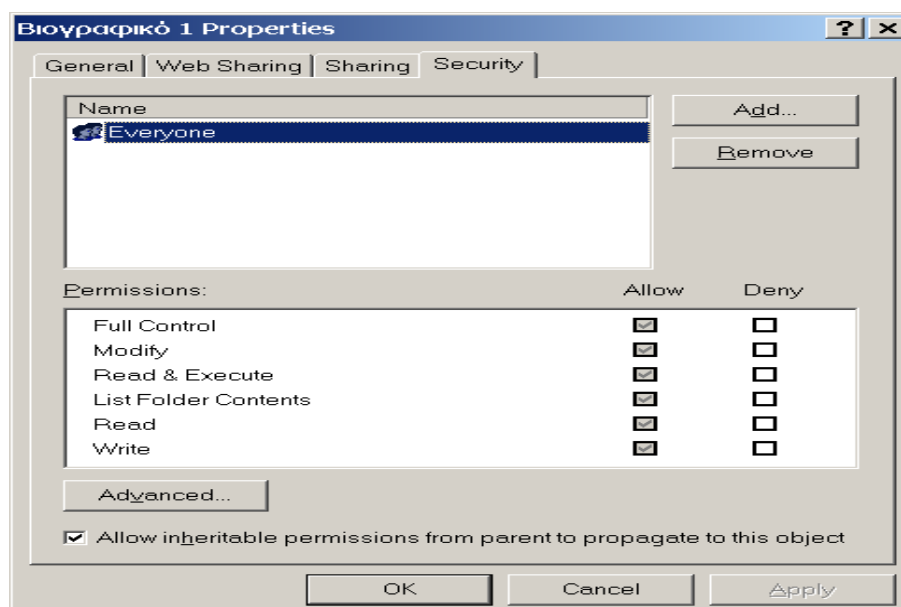 Βιογραφικό 1 Properties ? ×
General Web Sharing Sharing Security
Name
Everyone
Add...
Remove
Permissions: Allow Deny
Full Control
Modify
Read & Execute
List Folder Contents
Read
Write
Advanced...
Allow inheritable permissions from parent to propagate to this object
OK Cancel Apply